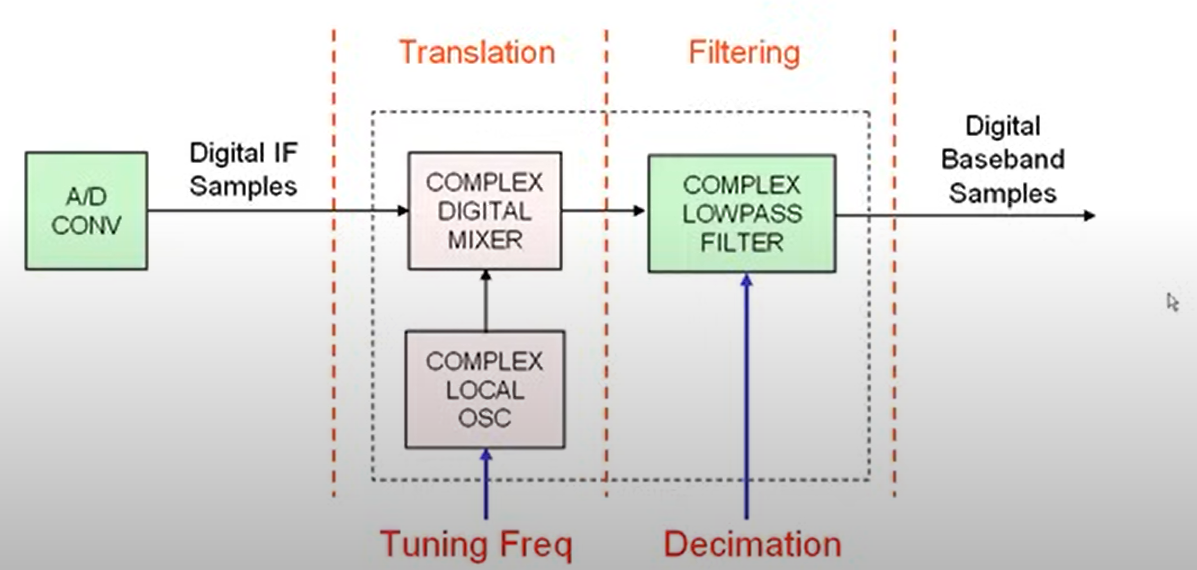 Translation
Filtering
Digital IF
Samples
Digital
Baseband
Samples
A/D
CONV
COMPLEX
DIGITAL
MIXER
COMPLEX
LOWPASS
FILTER
COMPLEX
LOCAL
OSC
Tuning Freq
Decimation